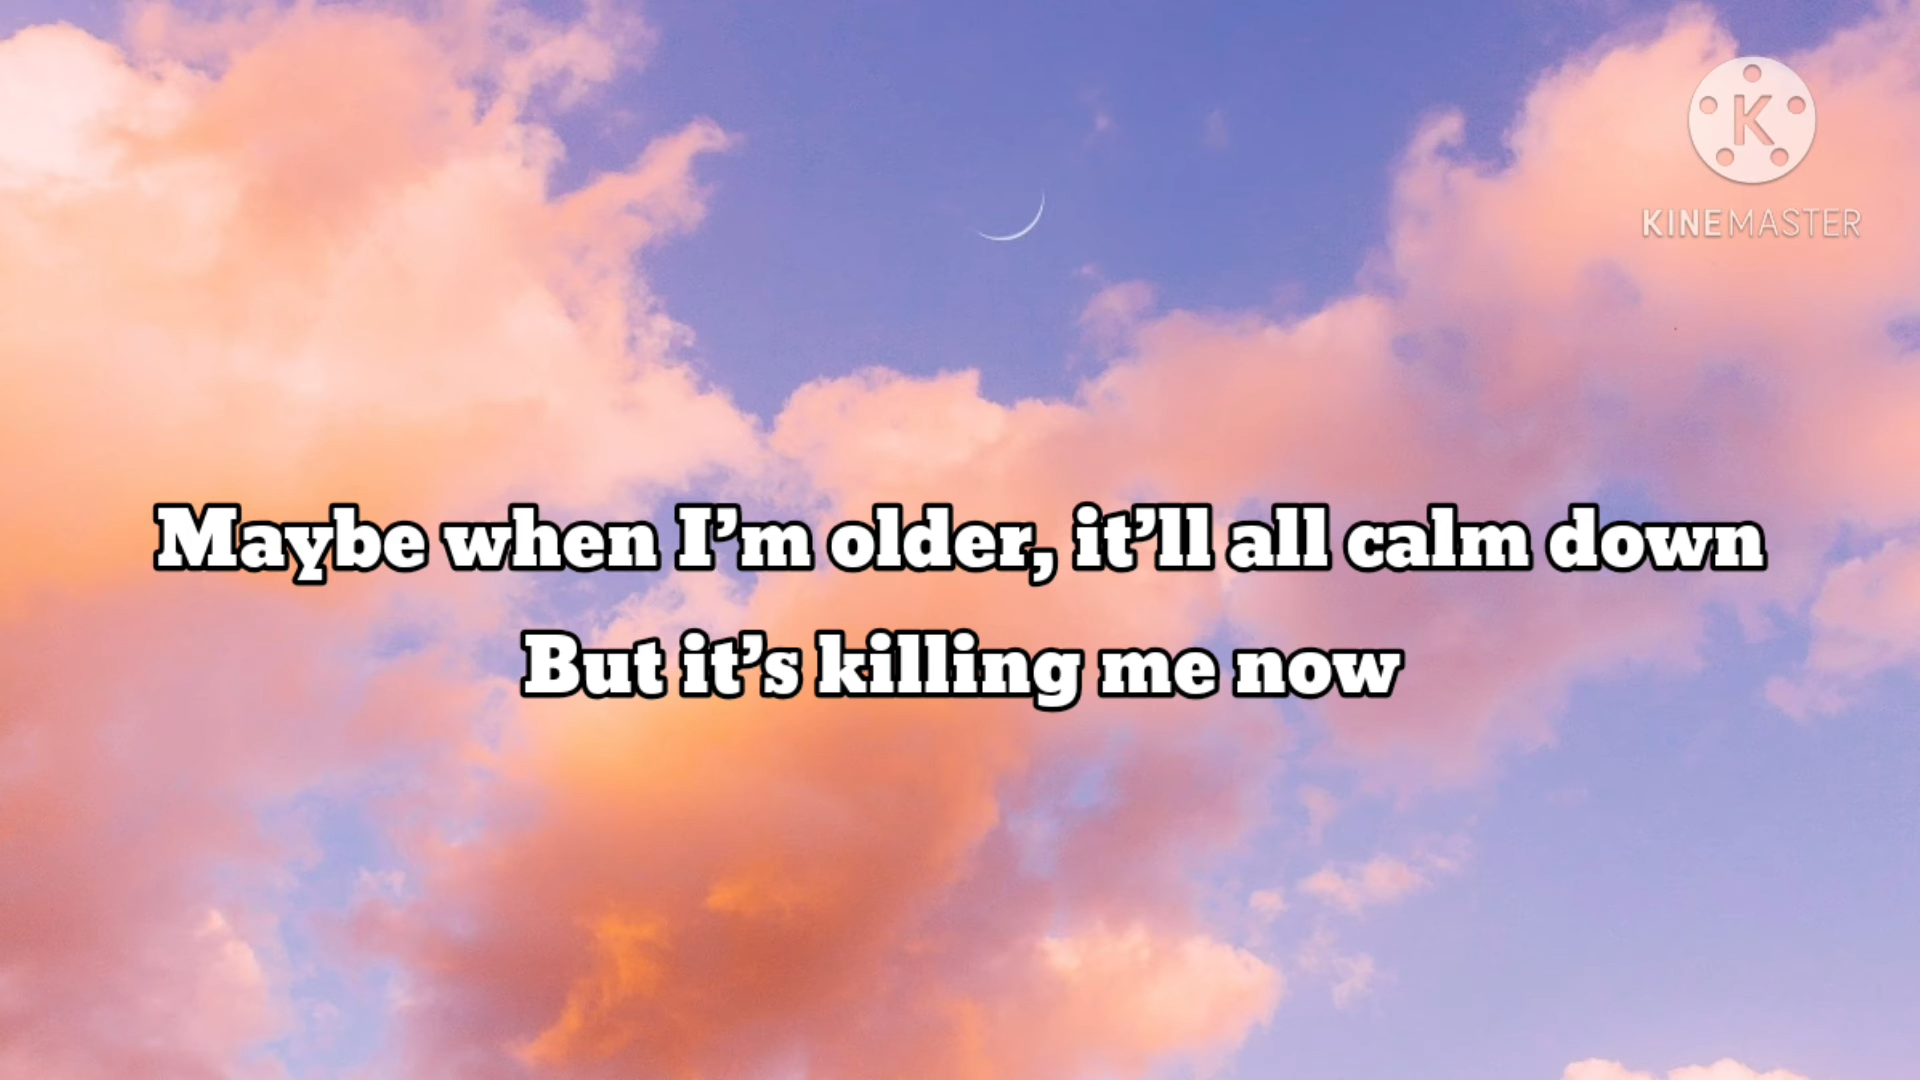 K
KINEMASTER
Maybe when I’m older, it’ll all calm down
But it’s killing me now